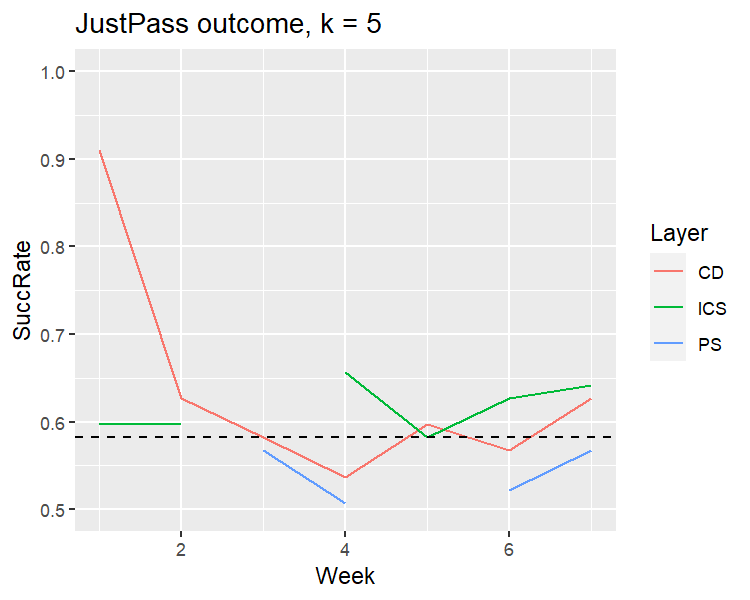 JustPass outcome, k = 5
1.0
0.9
0.8
0.7
0.6
0.5
SuccRate
2
4
6
Week
Layer
CD
ICS
PS